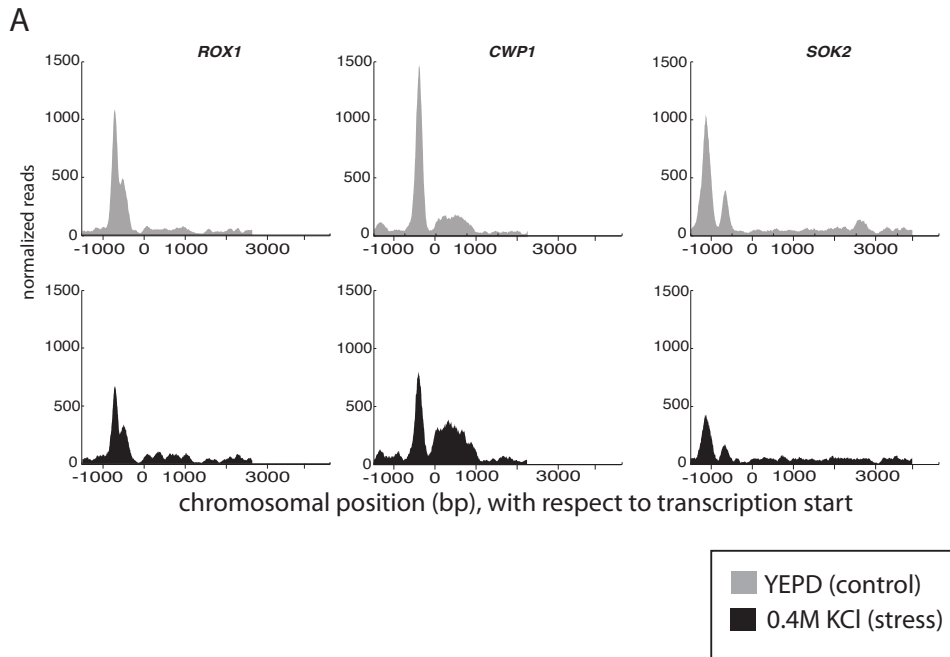 A
ROX1 CWP1 SOK2
1500 1500 1500
1000 1000 1000
500 500 500
0 0 0
-1000 0 1000 3000 -1000 0 1000 3000 -1000 0 1000 3000
normalized reads
1500 1500 1500
1000 1000 1000
500 500 500
0 0 0
-1000 0 1000 3000 -1000 0 1000 3000 -1000 0 1000 3000
chromosomal position (bp), with respect to transcription start
YEPD (control)
0.4M KCl (stress)